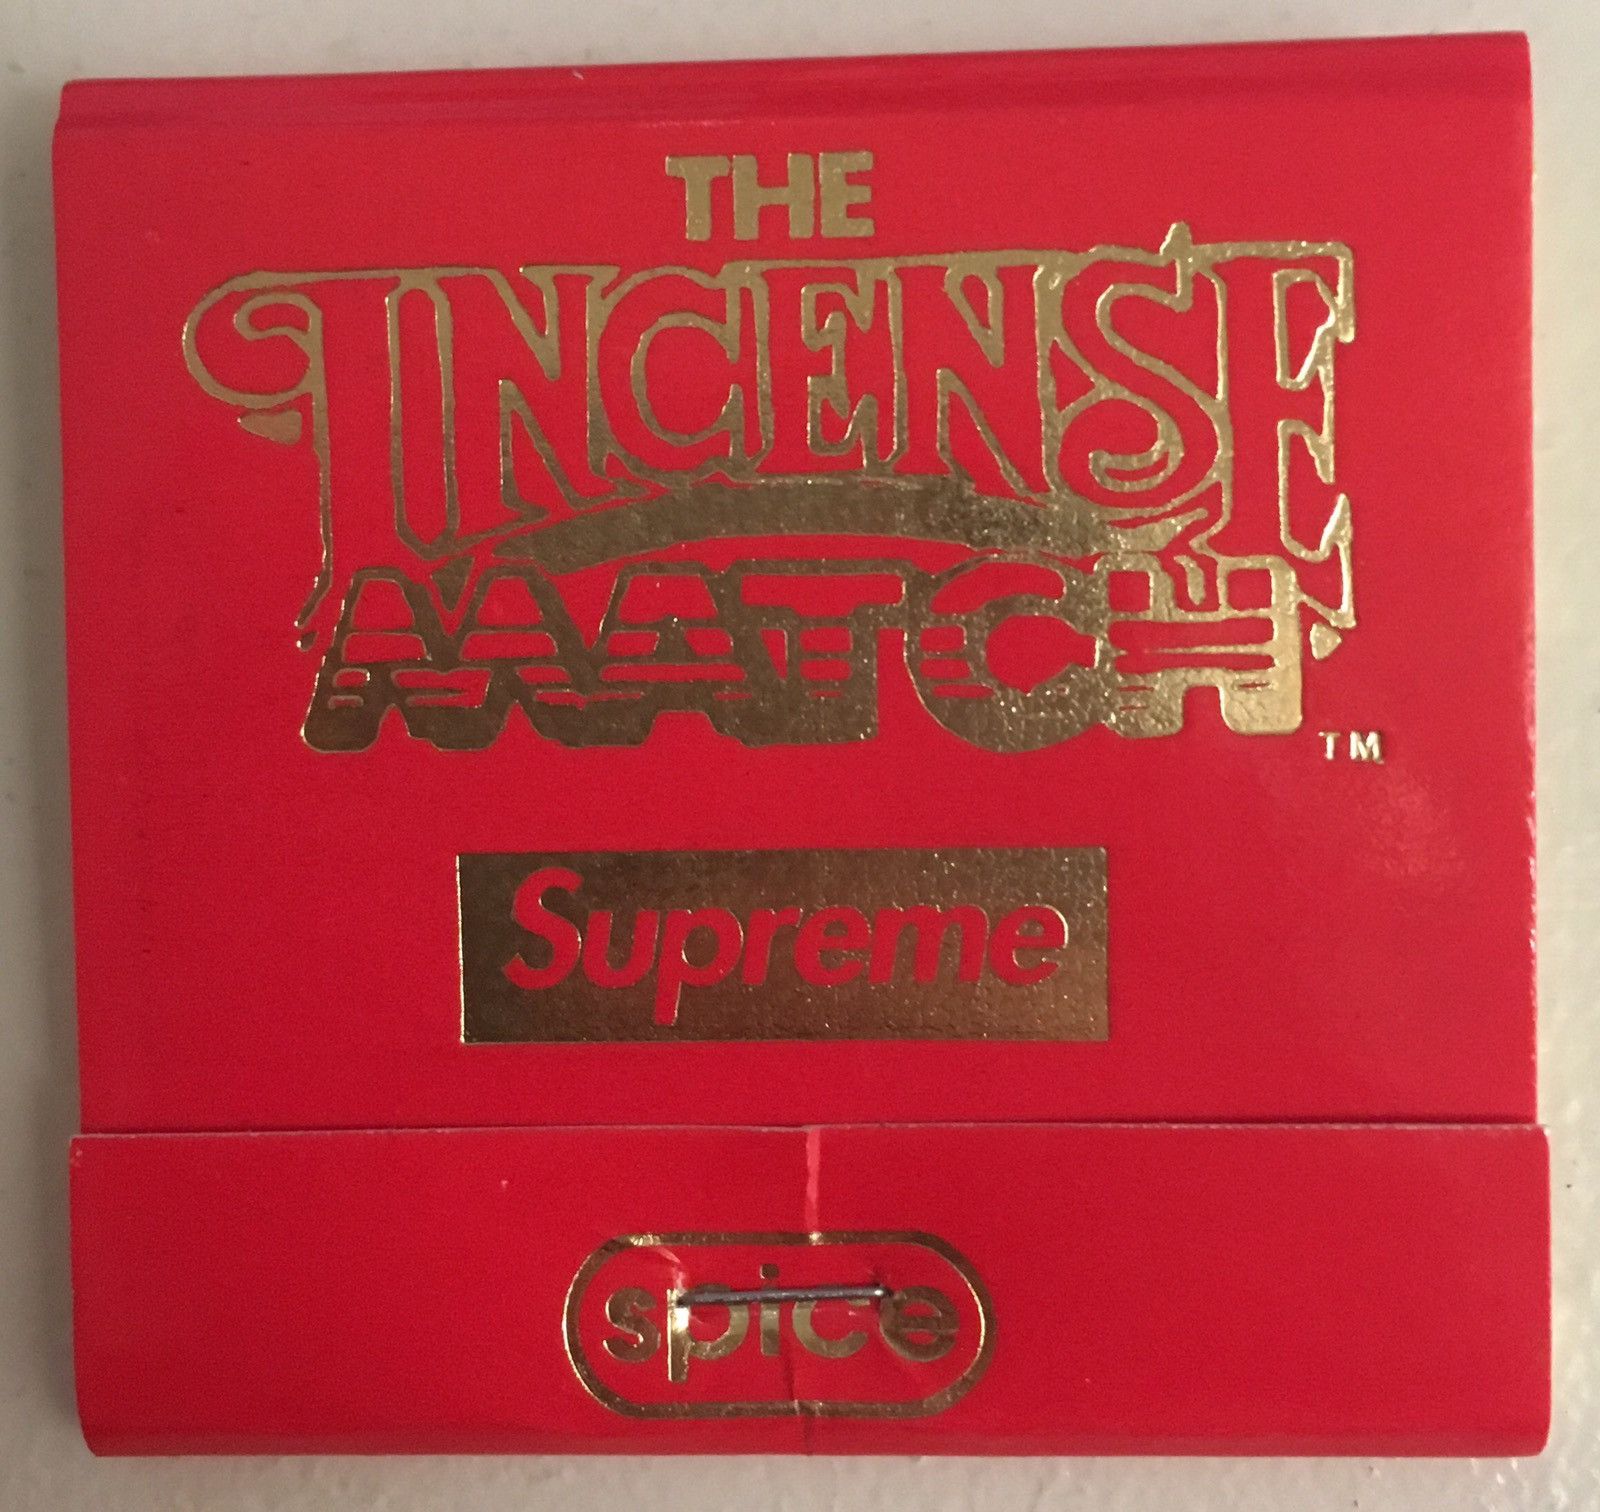 THE
INCENSE
MATCH
TM
Supreme
spice